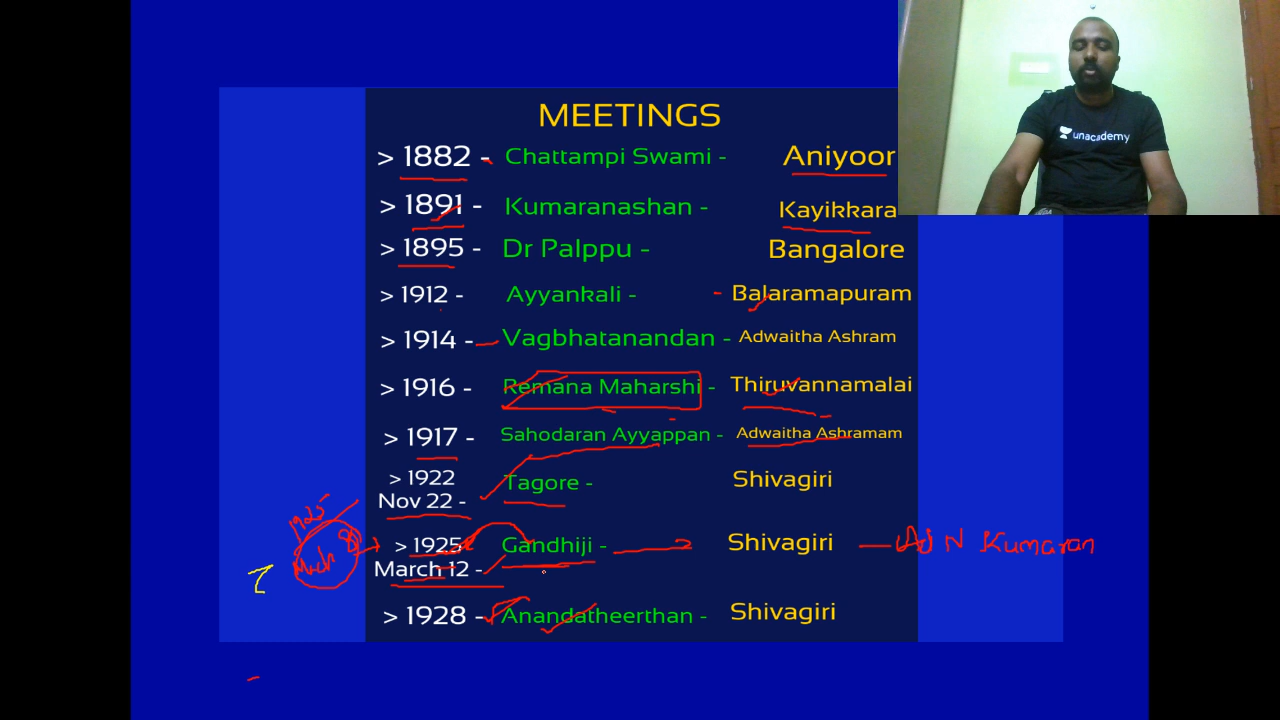 MEETINGS
> 1882 - Chattampi Swami - Aniyoor
> 1891 - Kumaranashan - Kayikkara
> 1895 - Dr Palppu - Bangalore
> 1912 - Ayyankali - Balaramapuram
> 1914 - Vagbhatanandan - Adwaitha Ashram
> 1916 - Remana Maharshi - Thiruvannamalai
> 1917 - Sahodaran Ayyappan - Adwaitha Ashramam
> 1922
Nov 22 - Tagore - Shivagiri
> 1925 Gandhiji - Shivagiri — N Kumaran
March 12 -
> 1928 - Anandatheerthan - Shivagiri
1925
unacademy